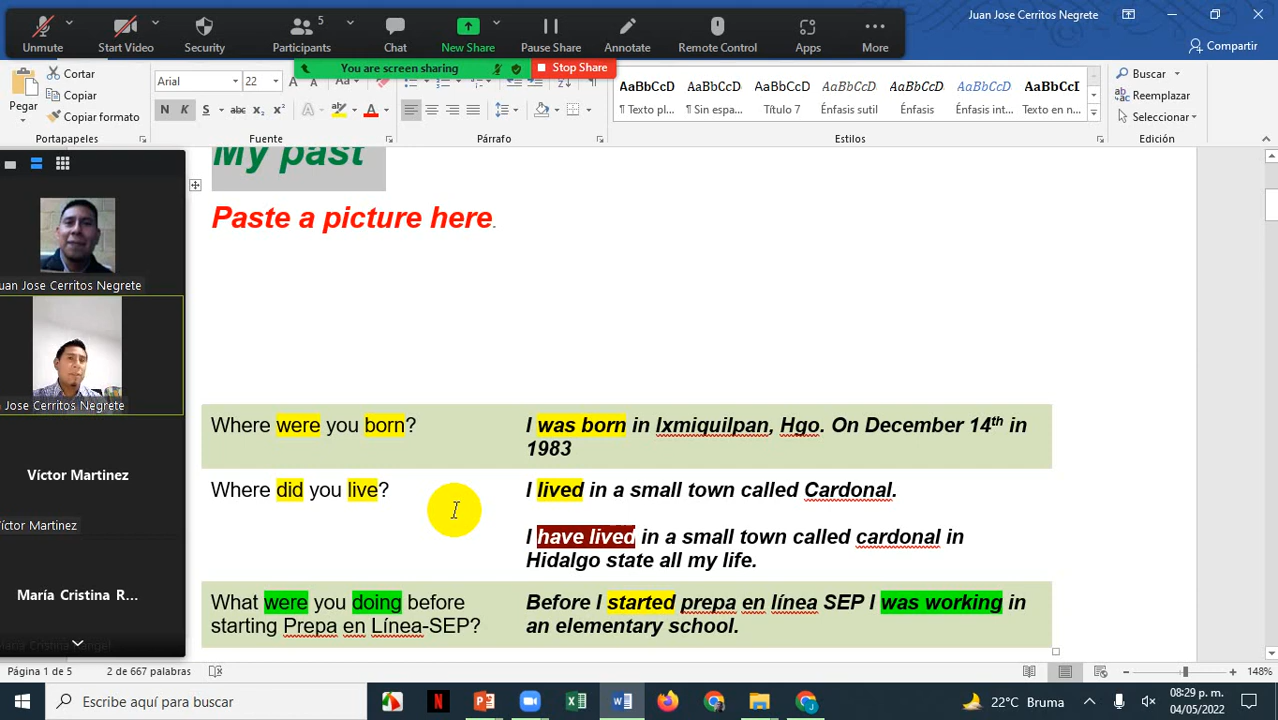 Juan Jose Cerritos Negrete
5
Unmute Start Video Security Participants Chat New Share Pause Share Annotate Remote Control Apps More
Compartir
You are screen sharing Stop Share
Cortar
Copiar
Copiar formato
Pegar
Portapapeles
Arial 22
Aa
N K S abc x₂ x²
Fuente
Párrafo
AaBbCcD AaBbCcD AaBbCcD AaBbCcD AaBbCcD AaBbCcD AaBbCc
¶ Texto pl... ¶ Sin espa... Título 7 Énfasis sutil Énfasis Énfasis int... Texto en n...
Estilos
Buscar
Reemplazar
Seleccionar
Edición
My past
Paste a picture here.
uan Jose Cerritos Negrete
Jose Cerritos Negrete
Víctor Martinez
Víctor Martinez
María Cristina R...
Where were you born?
I was born in Ixmiquilpan, Hgo. On December 14th in
1983
Where did you live?
I lived in a small town called Cardonal.
I have lived in a small town called cardonal in
Hidalgo state all my life.
What were you doing before
starting Prepa en Línea-SEP?
Before I started prepa en línea SEP I was working in
an elementary school.
Página 1 de 5 2 de 667 palabras
148%
Escribe aquí para buscar
22°C Bruma
08:29 p. m.
04/05/2022